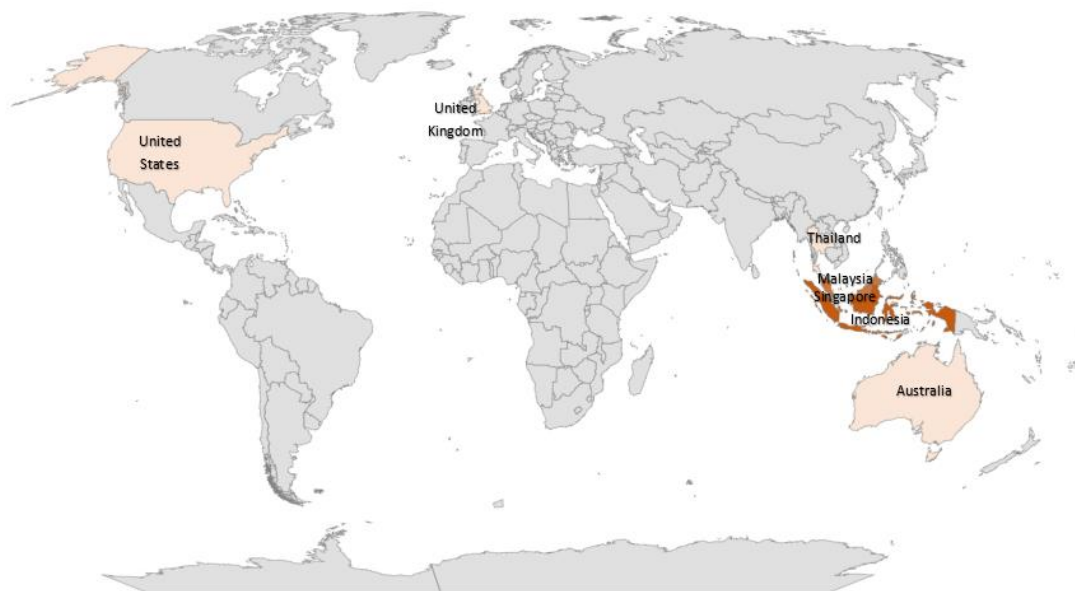 United
States
United
Kingdom
Thailand
Malaysia
Singapore
Indonesia
Australia